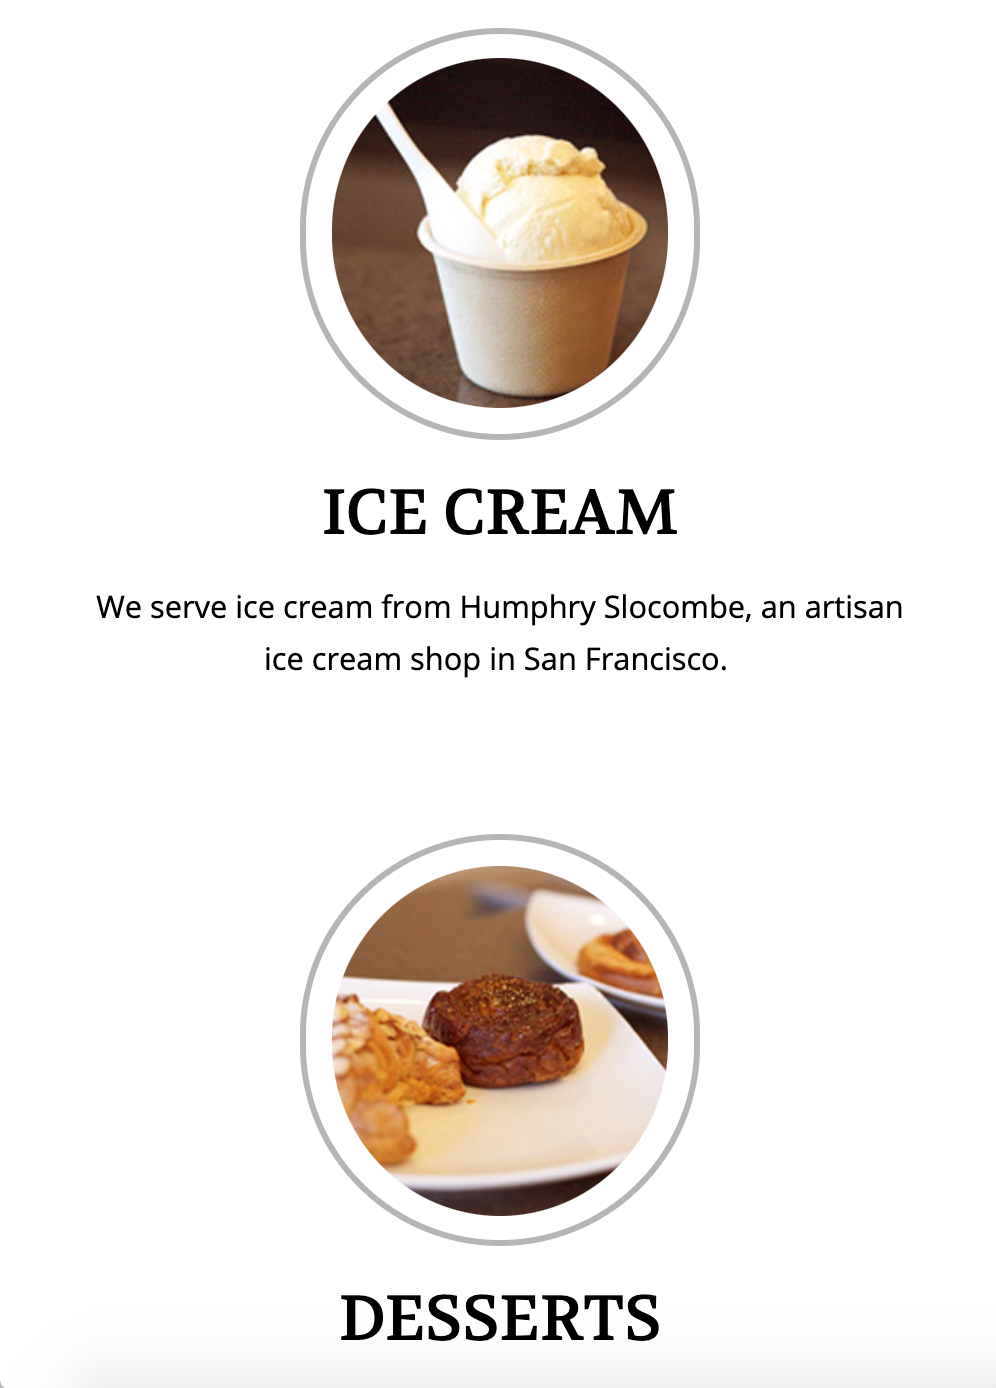 ICE CREAM
We serve ice cream from Humphry Slocombe, an artisan
ice cream shop in San Francisco.
DESSERTS